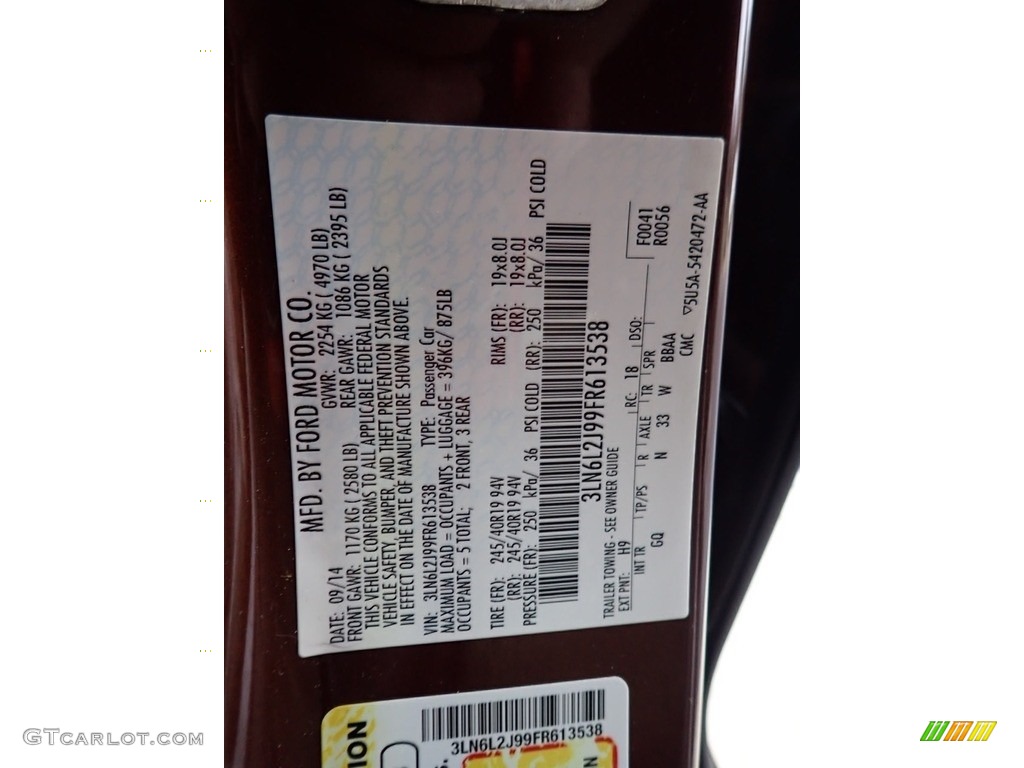 MFD. BY FORD MOTOR CO.
DATE: 09/14 GVWR: 2254 KG ( 4970 LB)
FRONT GAWR: 1170 KG ( 2580 LB) REAR GAWR: 1086 KG ( 2395 LB)
THIS VEHICLE CONFORMS TO ALL APPLICABLE FEDERAL MOTOR
VEHICLE SAFETY, BUMPER, AND THEFT PREVENTION STANDARDS
IN EFFECT ON THE DATE OF MANUFACTURE SHOWN ABOVE.
VIN: 3LN6L2J99FR613538 TYPE: Passenger Car
MAXIMUM LOAD = OCCUPANTS + LUGGAGE = 396KG/ 875LB
OCCUPANTS = 5 TOTAL; 2 FRONT, 3 REAR
TIRE (FR): 245/40R19 94V RIMS (FR): 19x8.0J
(RR): 245/40R19 94V (RR): 19x8.0J
PRESSURE (FR): 250 kPa/ 36 PSI COLD (RR): 250 kPa/ 36 PSI COLD
3LN6L2J99FR613538
TRAILER TOWING - SEE OWNER GUIDE
EXT PNT: H9 RC: 18 DSO: F0041
R0056
INT TR TP/PS R AXLE TR SPR
GQ N 33 W BBAA
CMC ▽5U5A-5420472-AA
ION
S.
3LN6L2J99FR613538
ON
GTCarLot.com